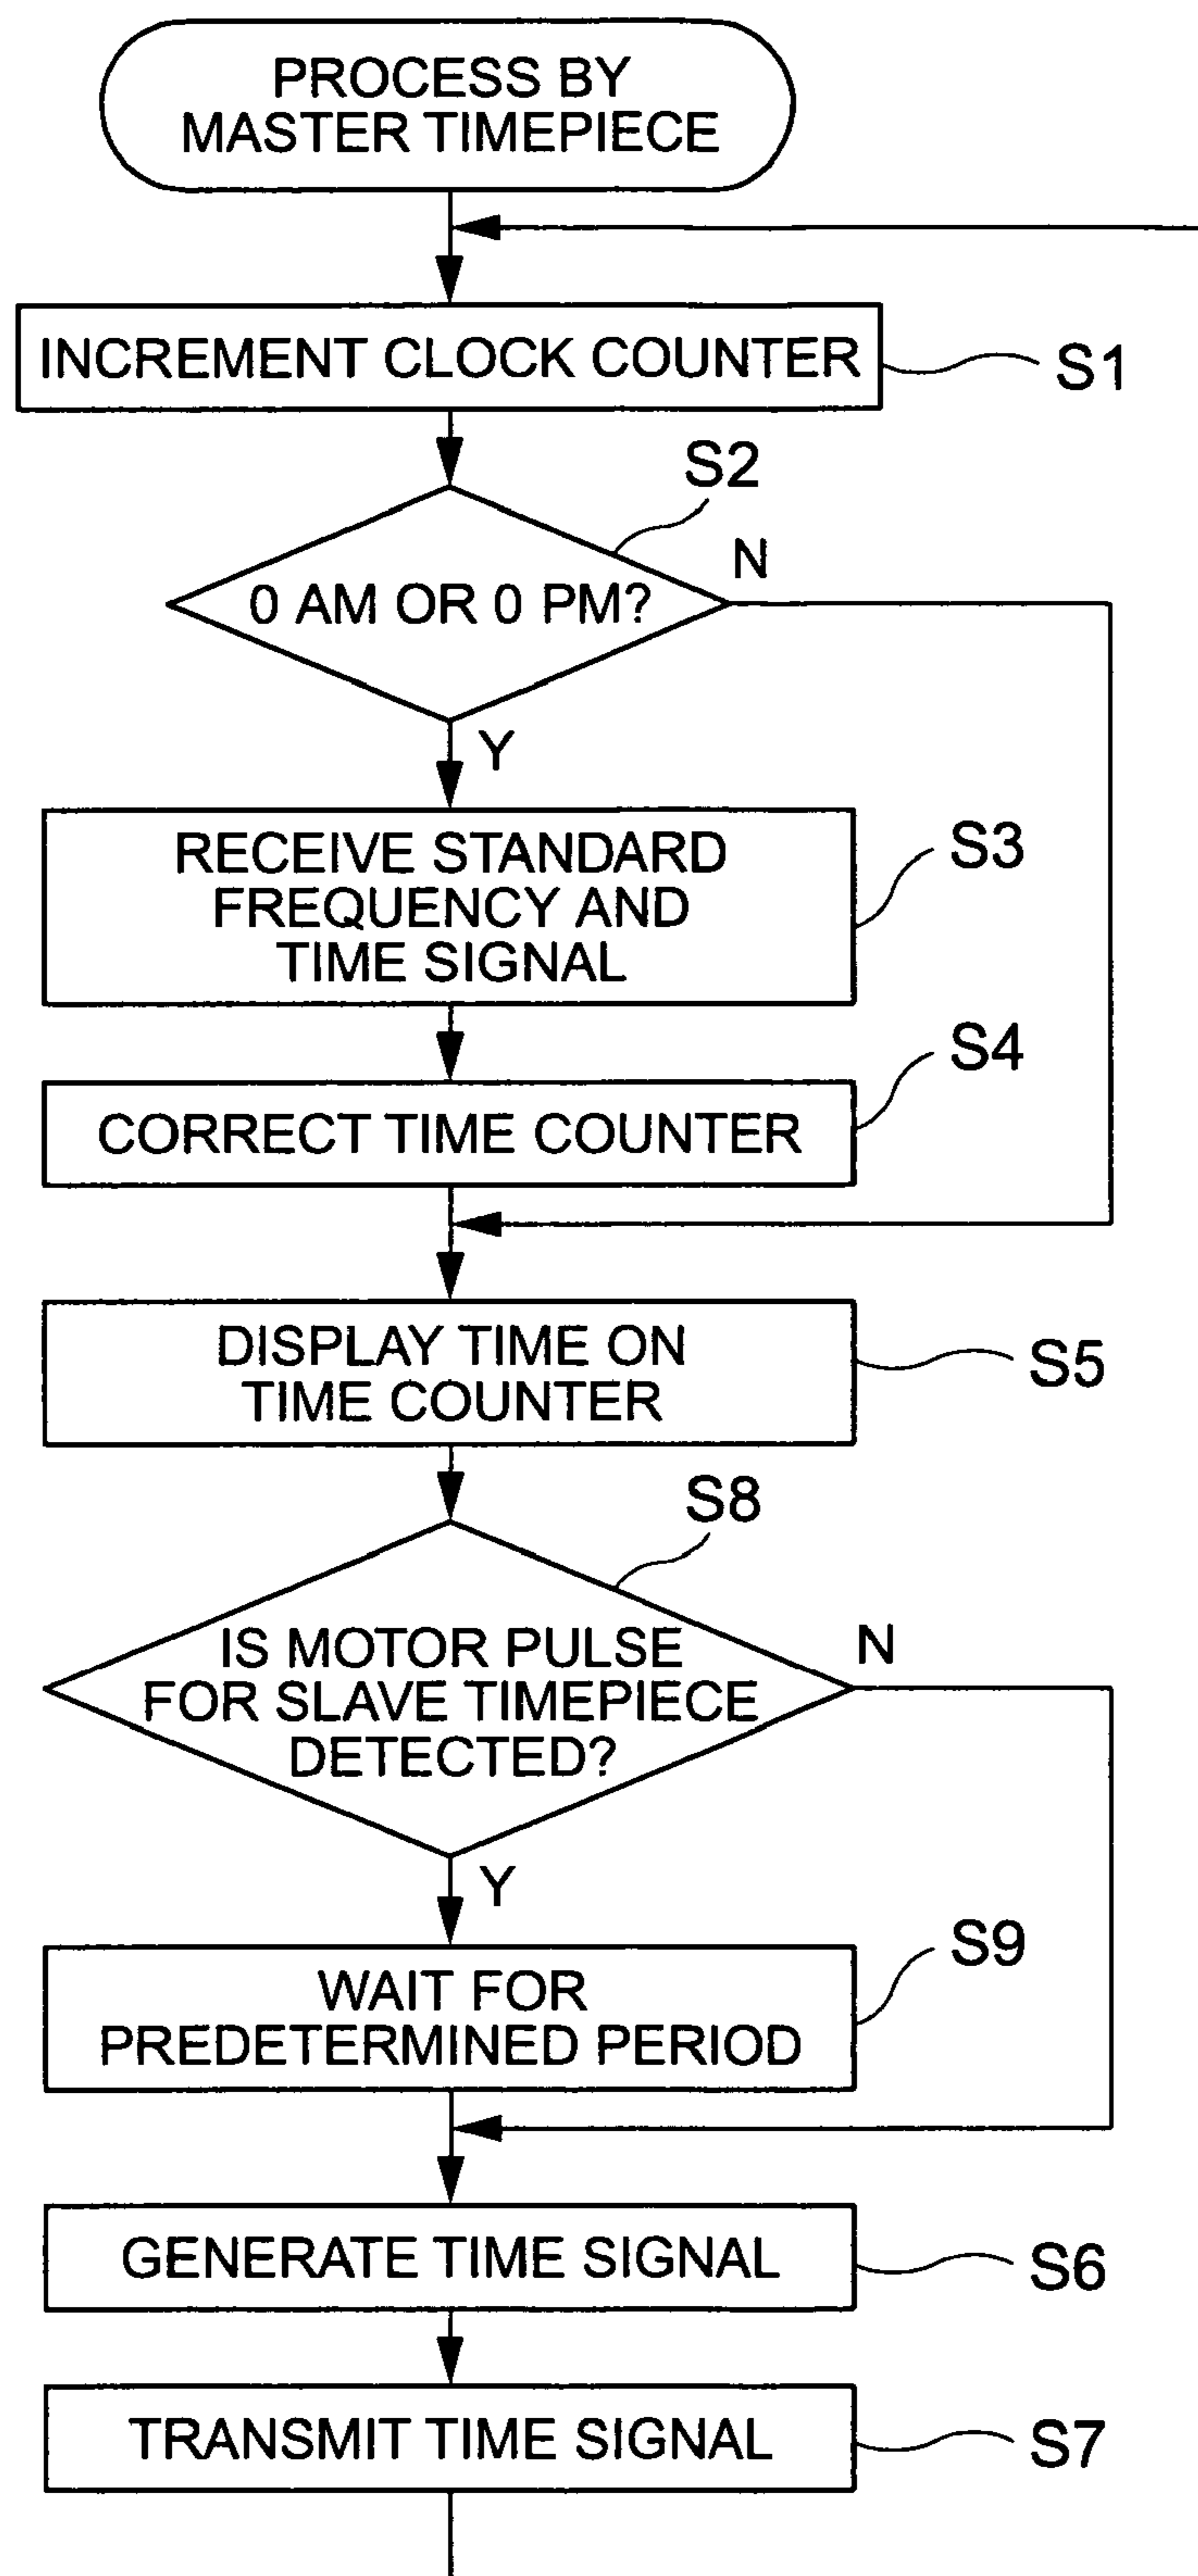 PROCESS BY
MASTER TIMEPIECE
INCREMENT CLOCK COUNTER
S1
S2
0 AM OR 0 PM?
N
Y
RECEIVE STANDARD
FREQUENCY AND
TIME SIGNAL
S3
S4
CORRECT TIME COUNTER
DISPLAY TIME ON
TIME COUNTER
S5
S8
IS MOTOR PULSE
FOR SLAVE TIMEPIECE
DETECTED?
N
Y
S9
WAIT FOR
PREDETERMINED PERIOD
GENERATE TIME SIGNAL
S6
TRANSMIT TIME SIGNAL
S7